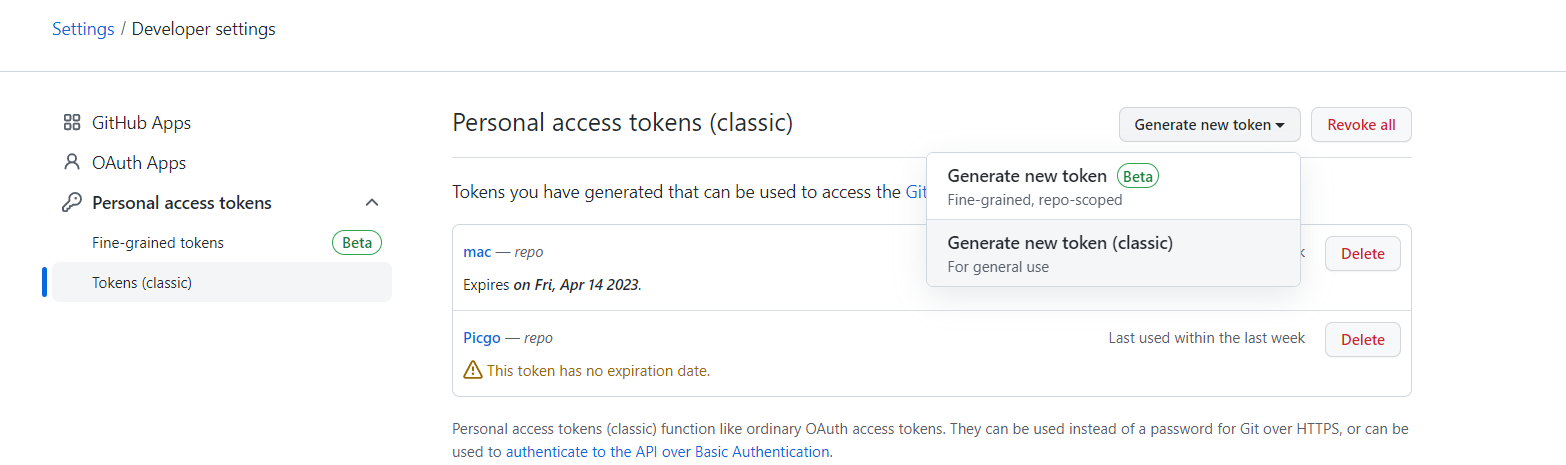 Settings / Developer settings
GitHub Apps
OAuth Apps
Personal access tokens
Fine-grained tokens Beta
Tokens (classic)
Personal access tokens (classic)
Generate new token
Revoke all
Generate new token Beta
Fine-grained, repo-scoped
Generate new token (classic)
For general use
Tokens you have generated that can be used to access the Git
mac — repo
Delete
Expires on Fri, Apr 14 2023.
Picgo — repo
Last used within the last week
Delete
This token has no expiration date.
Personal access tokens (classic) function like ordinary OAuth access tokens. They can be used instead of a password for Git over HTTPS, or can be
used to authenticate to the API over Basic Authentication.